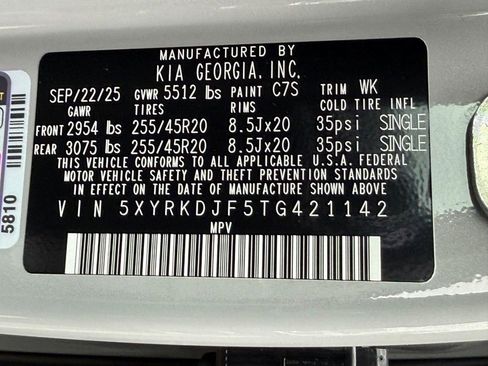 MANUFACTURED BY
KIA GEORGIA, INC.
SEP/22/25 GVWR 5512 lbs PAINT C7S TRIM WK
GAWR TIRES RIMS COLD TIRE INFL
FRONT 2954 lbs 255/45R20 8.5Jx20 35psi SINGLE
REAR 3075 lbs 255/45R20 8.5Jx20 35psi SINGLE
THIS VEHICLE CONFORMS TO ALL APPLICABLE U.S.A. FEDERAL
MOTOR VEHICLE SAFETY AND THEFT PREVENTION STANDARDS
IN EFFECT ON THE DATE OF MANUFACTURE SHOWN ABOVE
VIN 5XYRKDJF5TG421142
MPV
5810